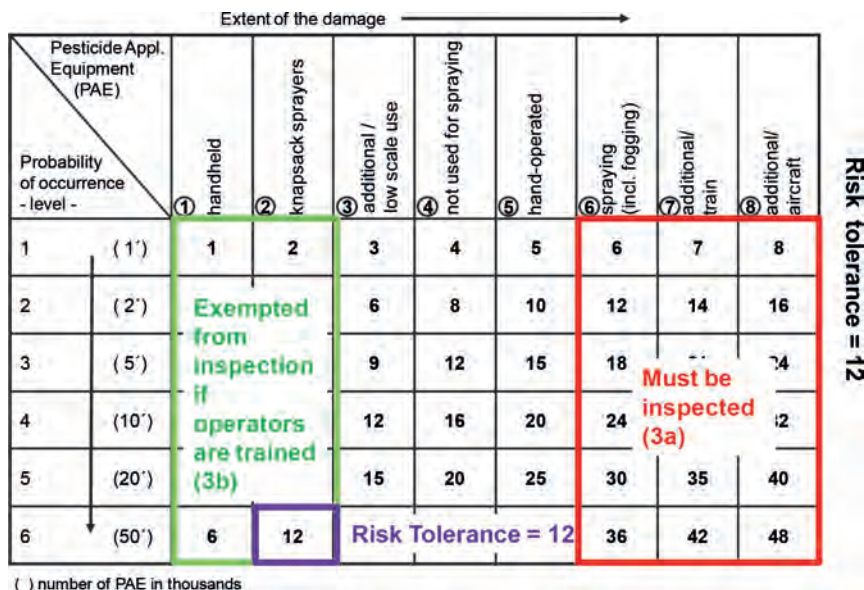 Extent of the damage
Pesticide Appl.
Equipment
(PAE)
Probability
of occurrence
- level -
① handheld
② knapsack sprayers
③ additional /
low scale use
④ not used for spraying
⑤ hand-operated
⑥ spraying
(incl. fogging)
⑦ additional/
train
⑧ additional/
aircraft
1 (1´) 1 2 3 4 5 6 7 8
2 (2´) 6 8 10 12 14 16
3 (5´) 9 12 15 18
4 (10´) 12 16 20 24
5 (20´) 15 20 25 30 35 40
6 (50´) 6 12 Risk Tolerance = 12 36 42 48
Exempted
from
inspection
if
operators
are trained
(3b)
Must be
inspected
(3a)
Risk tolerance = 12
( ) number of PAE in thousands